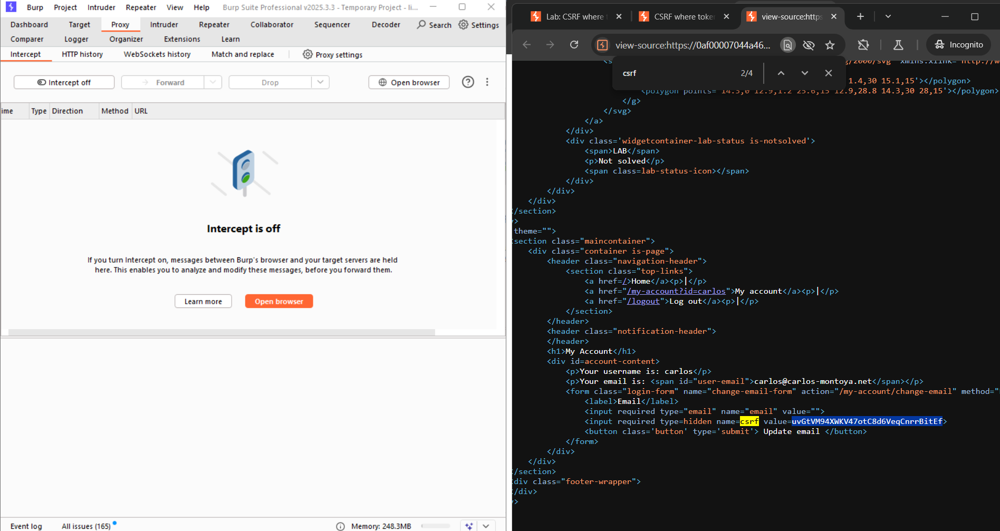 Burp Project Intruder Repeater View Help Burp Suite Professional v2025.3.3 - Temporary Project - li...
Dashboard Target Proxy Intruder Repeater Collaborator Sequencer Decoder Search Settings
Comparer Logger Organizer Extensions Learn
Intercept HTTP history WebSockets history Match and replace Proxy settings
Intercept off Forward Drop Open browser
ime Type Direction Method URL
Intercept is off
If you turn Intercept on, messages between Burp's browser and your target servers are held
here. This enables you to analyze and modify these messages, before you forward them.
Learn more Open browser
Event log All issues (165) Memory: 248.3MB
Lab: CSRF where CSRF where token view-source:https
view-source:https://0af00007044a46... Incognito
csrf 2/4
1.4,30 15.1,15'></polygon>
<polygon points='14.3,0 12.9,1.2 25.6,15 12.9,28.8 14.3,30 28,15'></polygon>
</g>
</svg>
</a>
</div>
<div class='widgetcontainer-lab-status is-notsolved'>
<span>LAB</span>
<p>Not solved</p>
<span class=lab-status-icon></span>
</div>
</div>
</div>
/section>
>
theme="">
section class="maincontainer">
<div class="container is-page">
<header class="navigation-header">
<section class="top-links">
<a href=/>Home</a><p>|</p>
<a href="/my-account?id=carlos">My account</a><p>|</p>
<a href="/logout">Log out</a><p>|</p>
</section>
</header>
<header class="notification-header">
</header>
<h1>My Account</h1>
<div id=account-content>
<p>Your username is: carlos</p>
<p>Your email is: <span id="user-email">carlos@carlos-montoya.net</span></p>
<form class="login-form" name="change-email-form" action="/my-account/change-email" method="
<label>Email</label>
<input required type="email" name="email" value="">
<input required type=hidden name=csrf value=uvGtVM94XWKV47otC8d6VeqCnrrBitEf>
<button class='button' type='submit'> Update email </button>
</form>
</div>
</div>
/section>
div class="footer-wrapper">
/div>
>